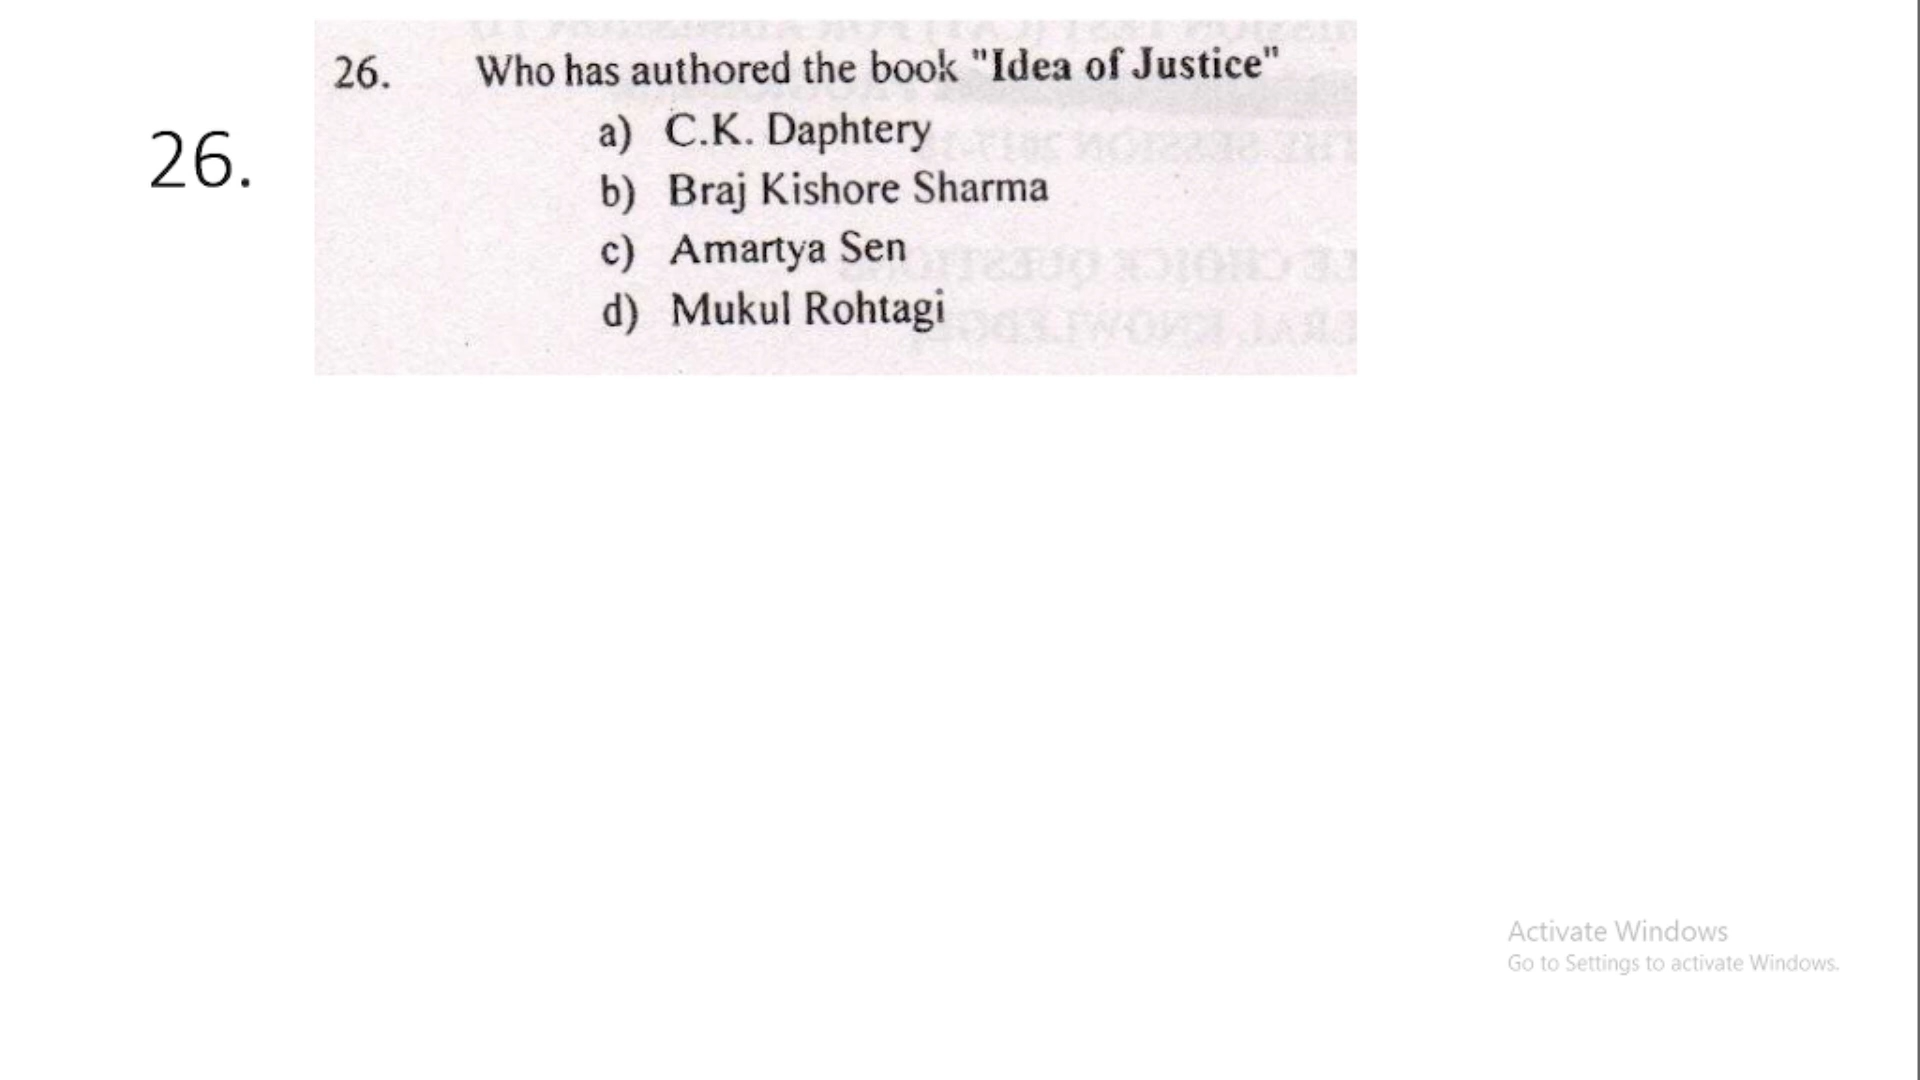 26.
26. Who has authored the book "Idea of Justice"
a) C.K. Daphtery
b) Braj Kishore Sharma
c) Amartya Sen
d) Mukul Rohtagi
Activate Windows
Go to Settings to activate Windows.